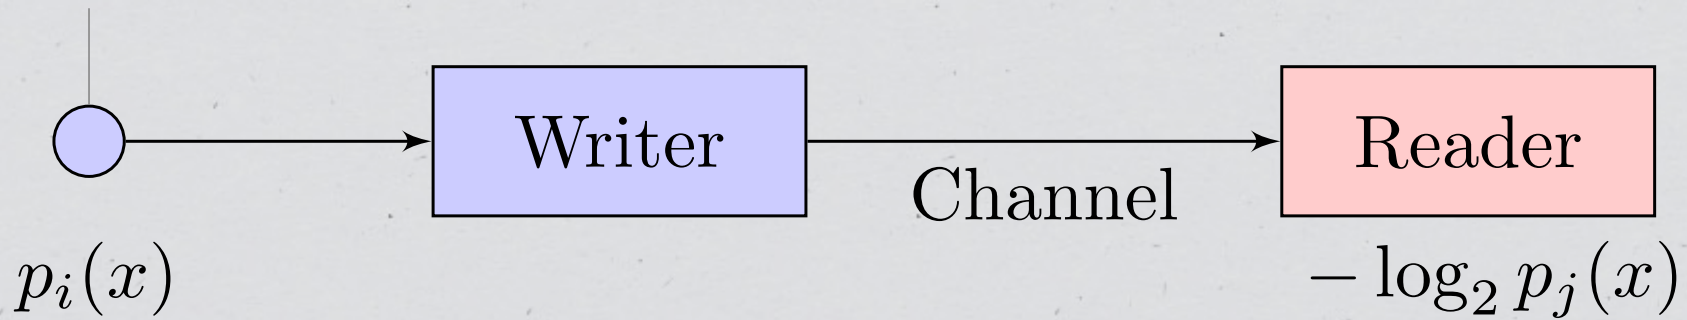 Writer
Reader
Channel
p_i(x)
− log_2 p_j(x)